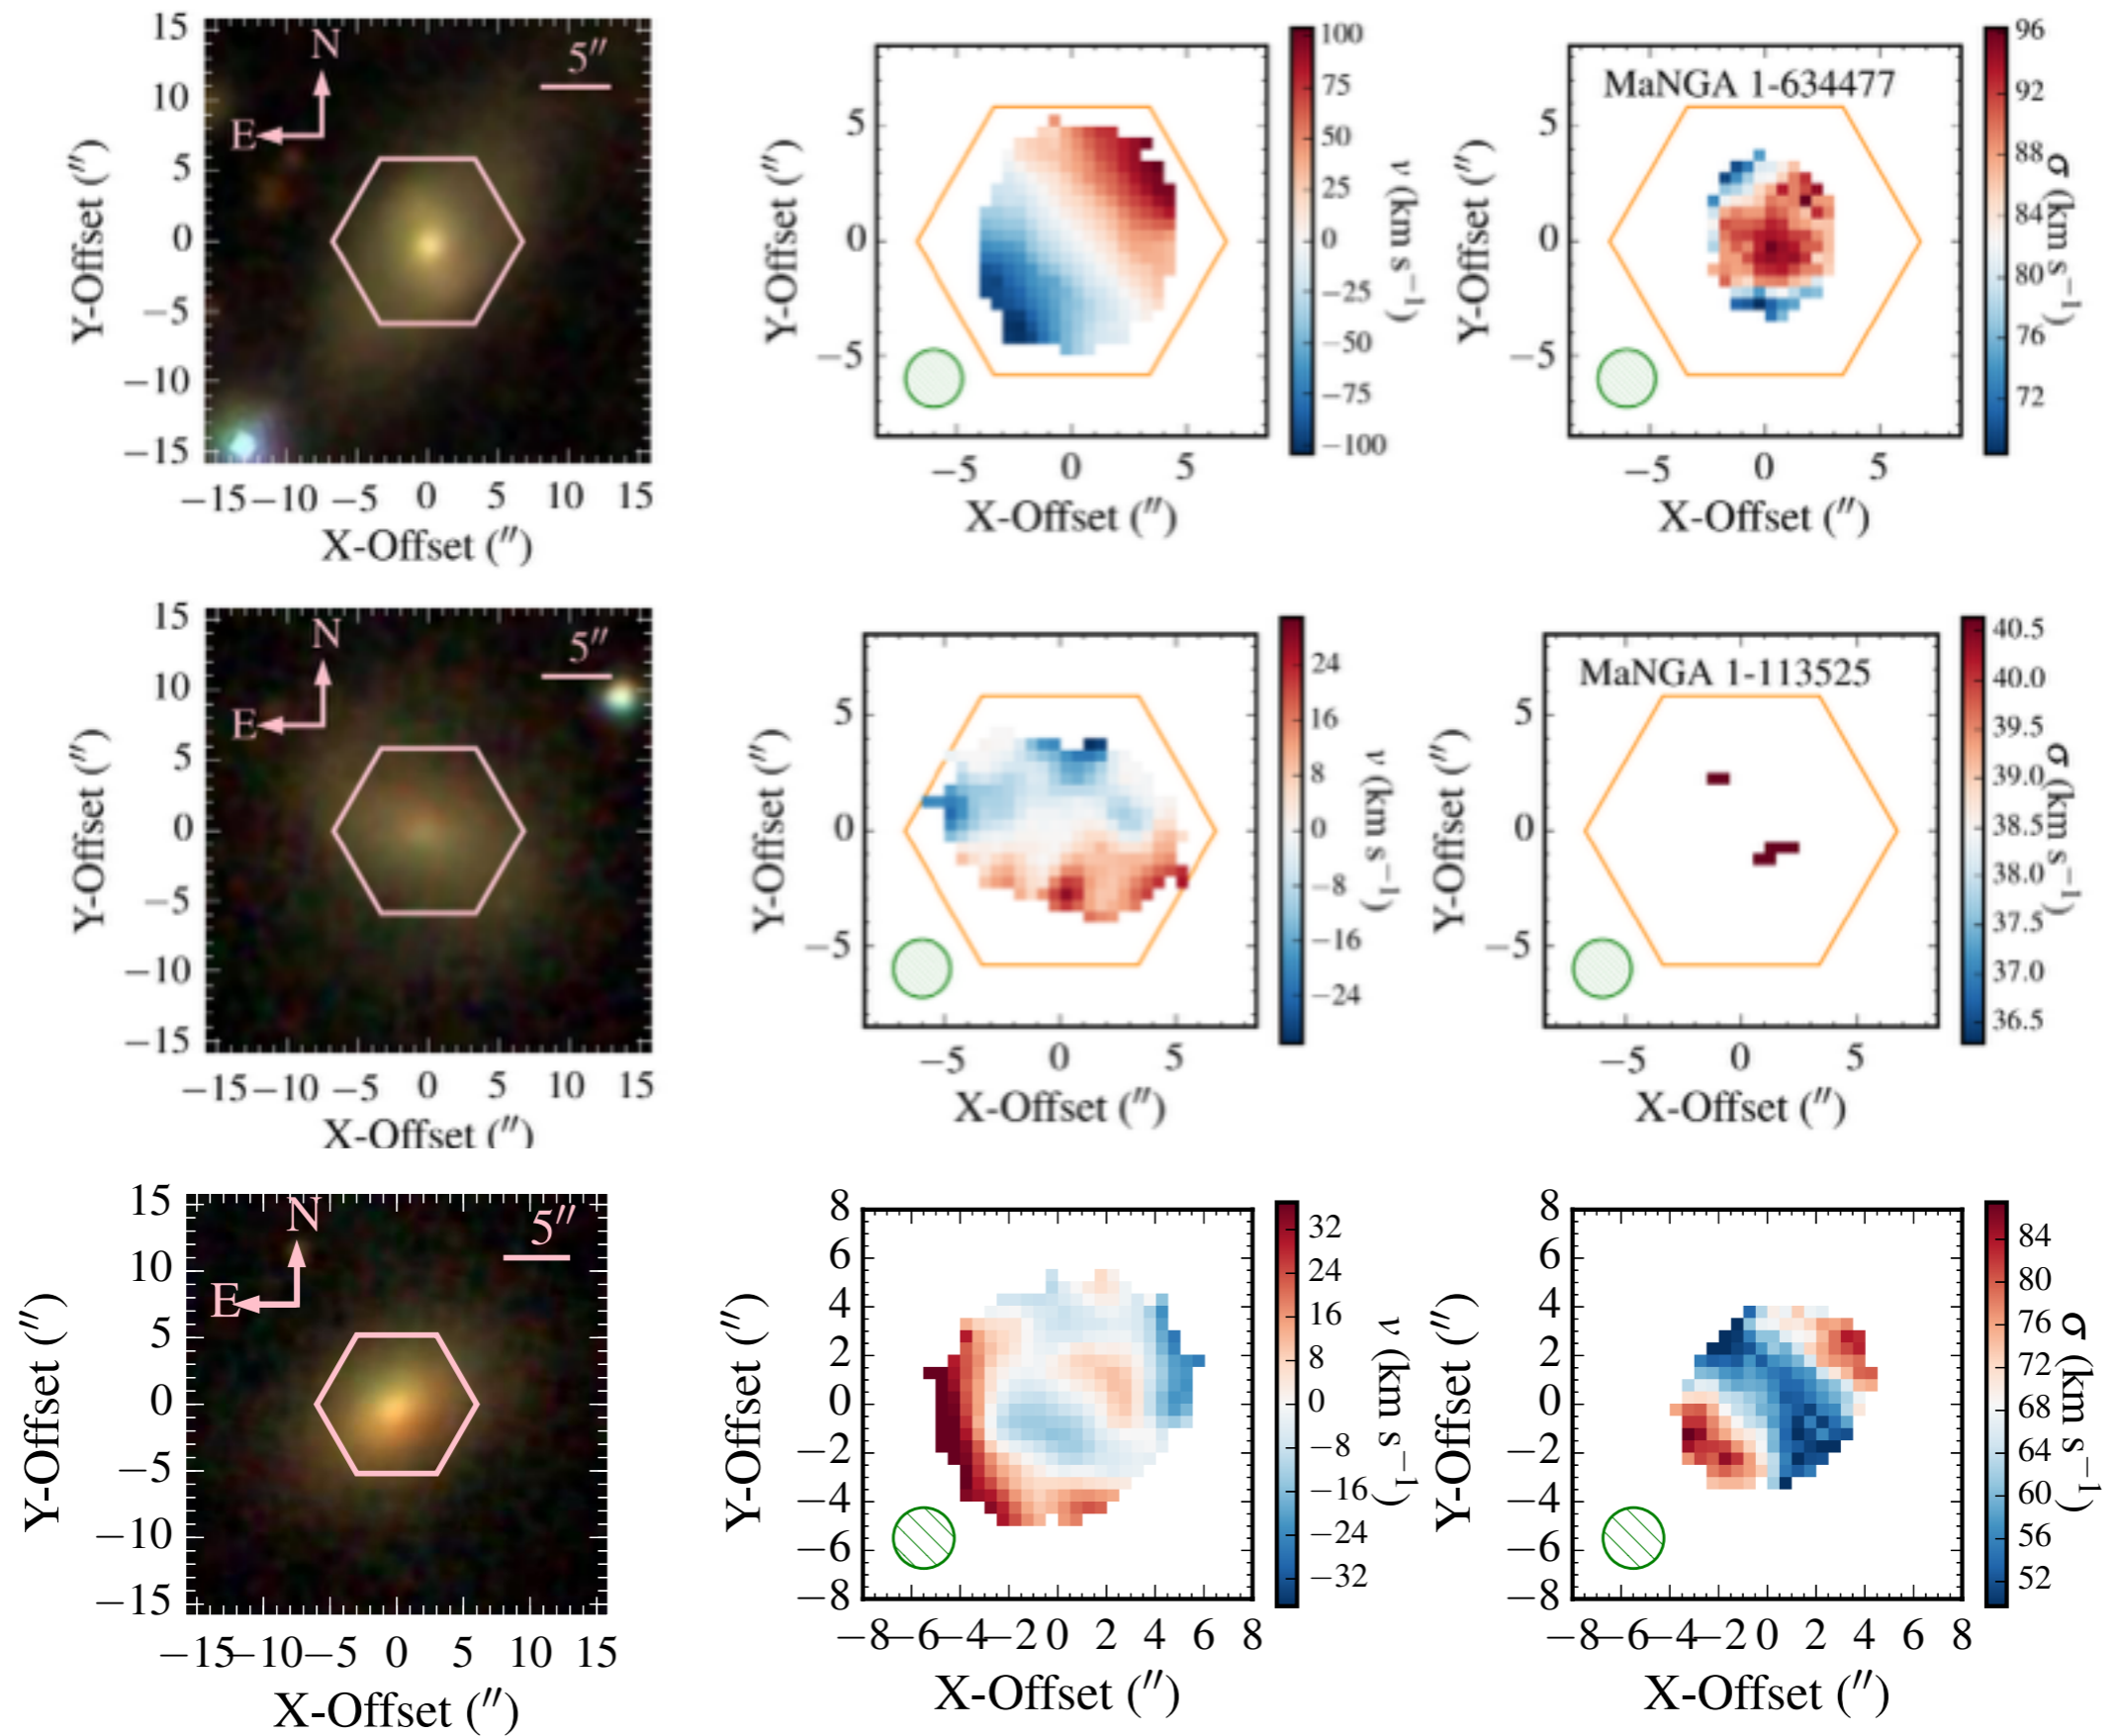 15
10
5
0
−5
−10
−15
N
E
5″
−15 −10 −5 0 5 10 15
X-Offset (″)
Y-Offset (″)
5
0
−5
−5 0 5
X-Offset (″)
Y-Offset (″)
100
75
50
25
0
−25
−50
−75
−100
ν (km s−1)
MaNGA 1-634477
5
0
−5
−5 0 5
X-Offset (″)
Y-Offset (″)
96
92
88
84
80
76
72
σ (km s−1)
15
10
5
0
−5
−10
−15
N
E
5″
−15 −10 −5 0 5 10 15
X-Offset (″)
Y-Offset (″)
5
0
−5
−5 0 5
X-Offset (″)
Y-Offset (″)
24
16
8
0
−8
−16
−24
ν (km s−1)
MaNGA 1-113525
5
0
−5
−5 0 5
X-Offset (″)
Y-Offset (″)
40.5
40.0
39.5
39.0
38.5
38.0
37.5
37.0
36.5
σ (km s−1)
15
10
5
0
−5
−10
−15
N
E
5″
−15 −10 −5 0 5 10 15
X-Offset (″)
Y-Offset (″)
8
6
4
2
0
−2
−4
−6
−8
−8 −6 −4 −2 0 2 4 6 8
X-Offset (″)
Y-Offset (″)
32
24
16
8
0
−8
−16
−24
−32
ν (km s−1)
8
6
4
2
0
−2
−4
−6
−8
−8 −6 −4 −2 0 2 4 6 8
X-Offset (″)
Y-Offset (″)
84
80
76
72
68
64
60
56
52
σ (km s−1)